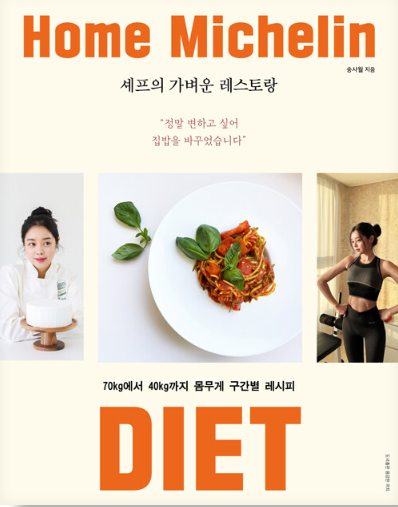 Home Michelin
송사월 지음
셰프의 가벼운 레스토랑
“정말 변하고 싶어
집밥을 바꾸었습니다”
70kg에서 40kg까지 몸무게 구간별 레시피
DIET